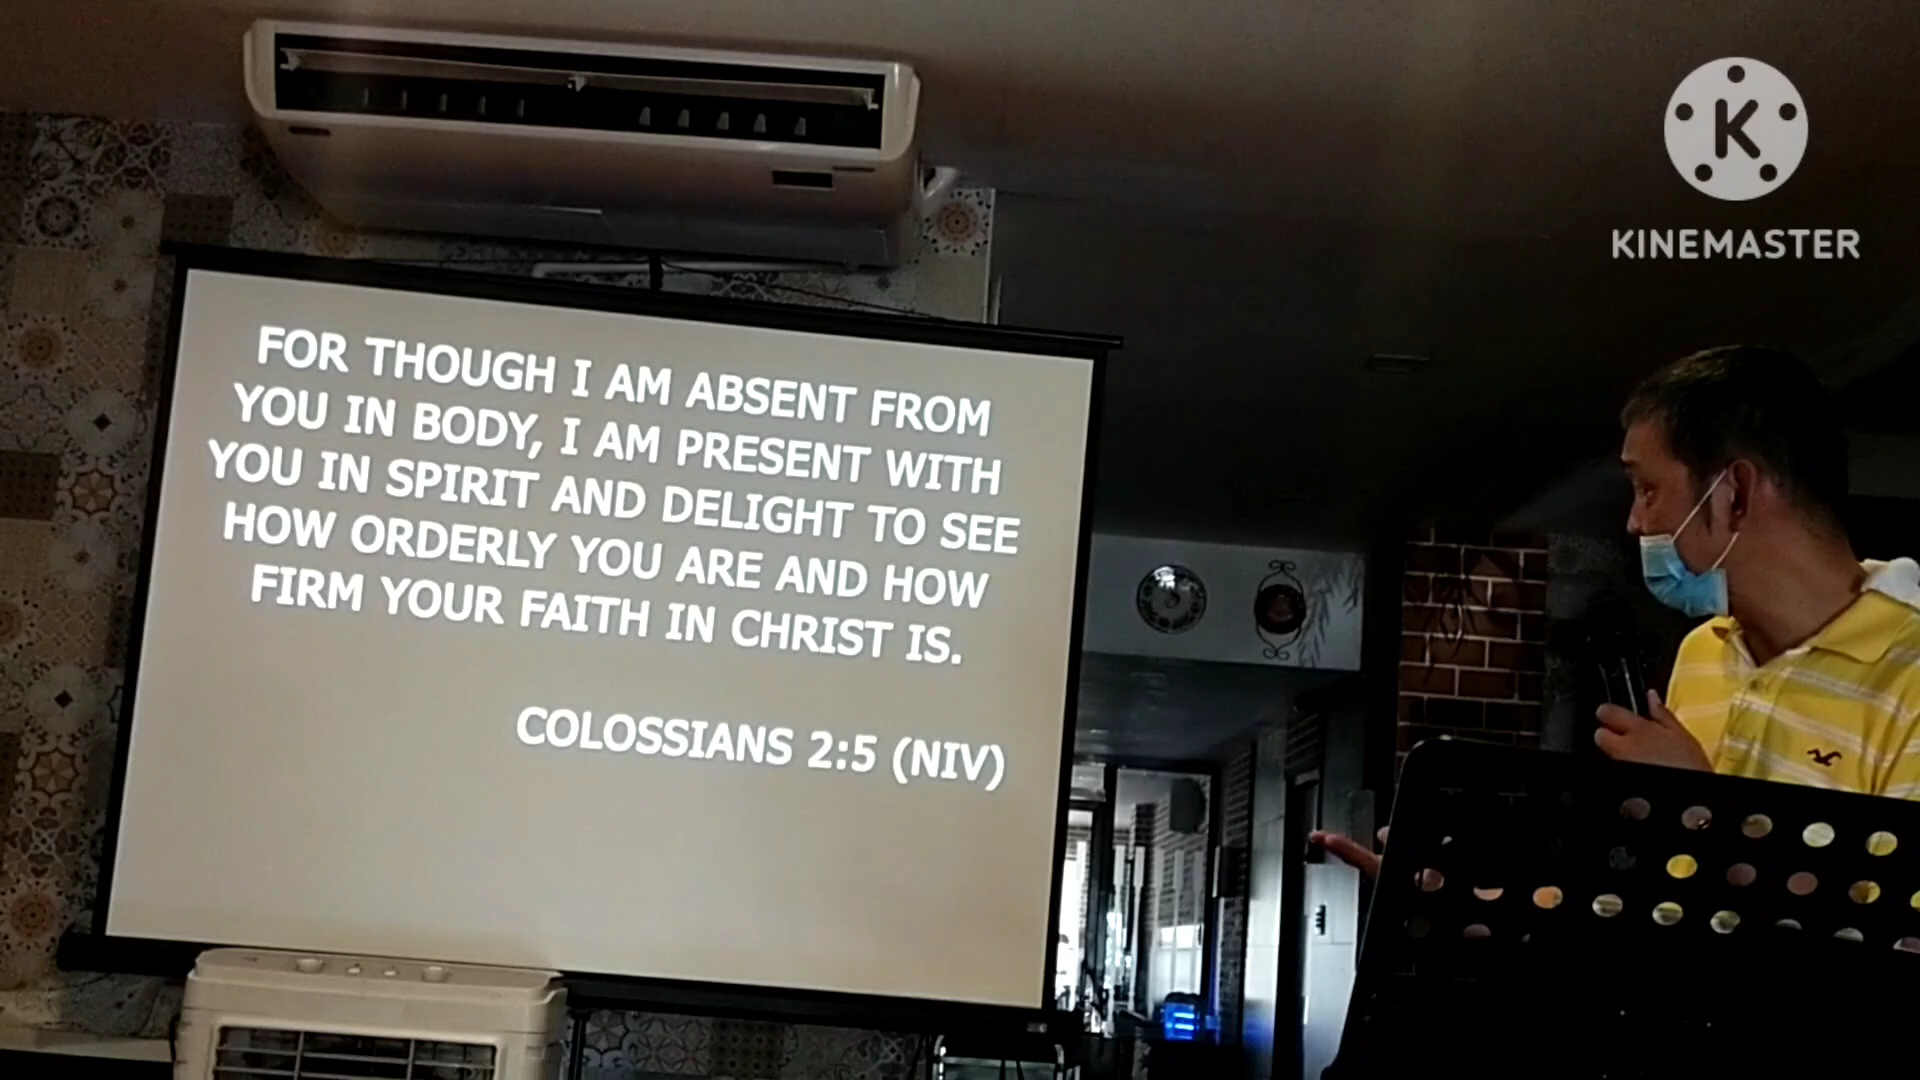 FOR THOUGH I AM ABSENT FROM
YOU IN BODY, I AM PRESENT WITH
YOU IN SPIRIT AND DELIGHT TO SEE
HOW ORDERLY YOU ARE AND HOW
FIRM YOUR FAITH IN CHRIST IS.
COLOSSIANS 2:5 (NIV)
K
KINEMASTER